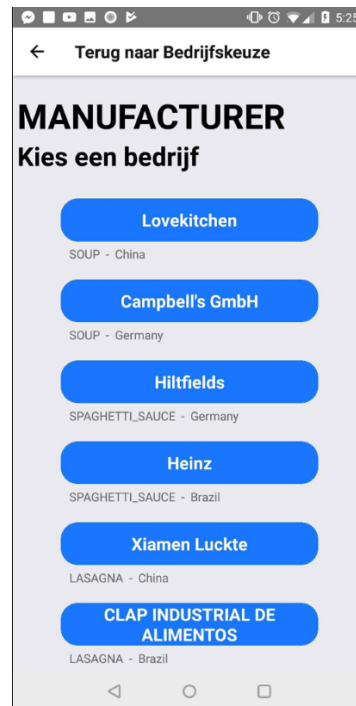 5:25
Terug naar Bedrijfskeuze
MANUFACTURER
Kies een bedrijf
Lovekitchen
SOUP - China
Campbell's GmbH
SOUP - Germany
Hiltfields
SPAGHETTI_SAUCE - Germany
Heinz
SPAGHETTI_SAUCE - Brazil
Xiamen Luckte
LASAGNA - China
CLAP INDUSTRIAL DE
ALIMENTOS
LASAGNA - Brazil